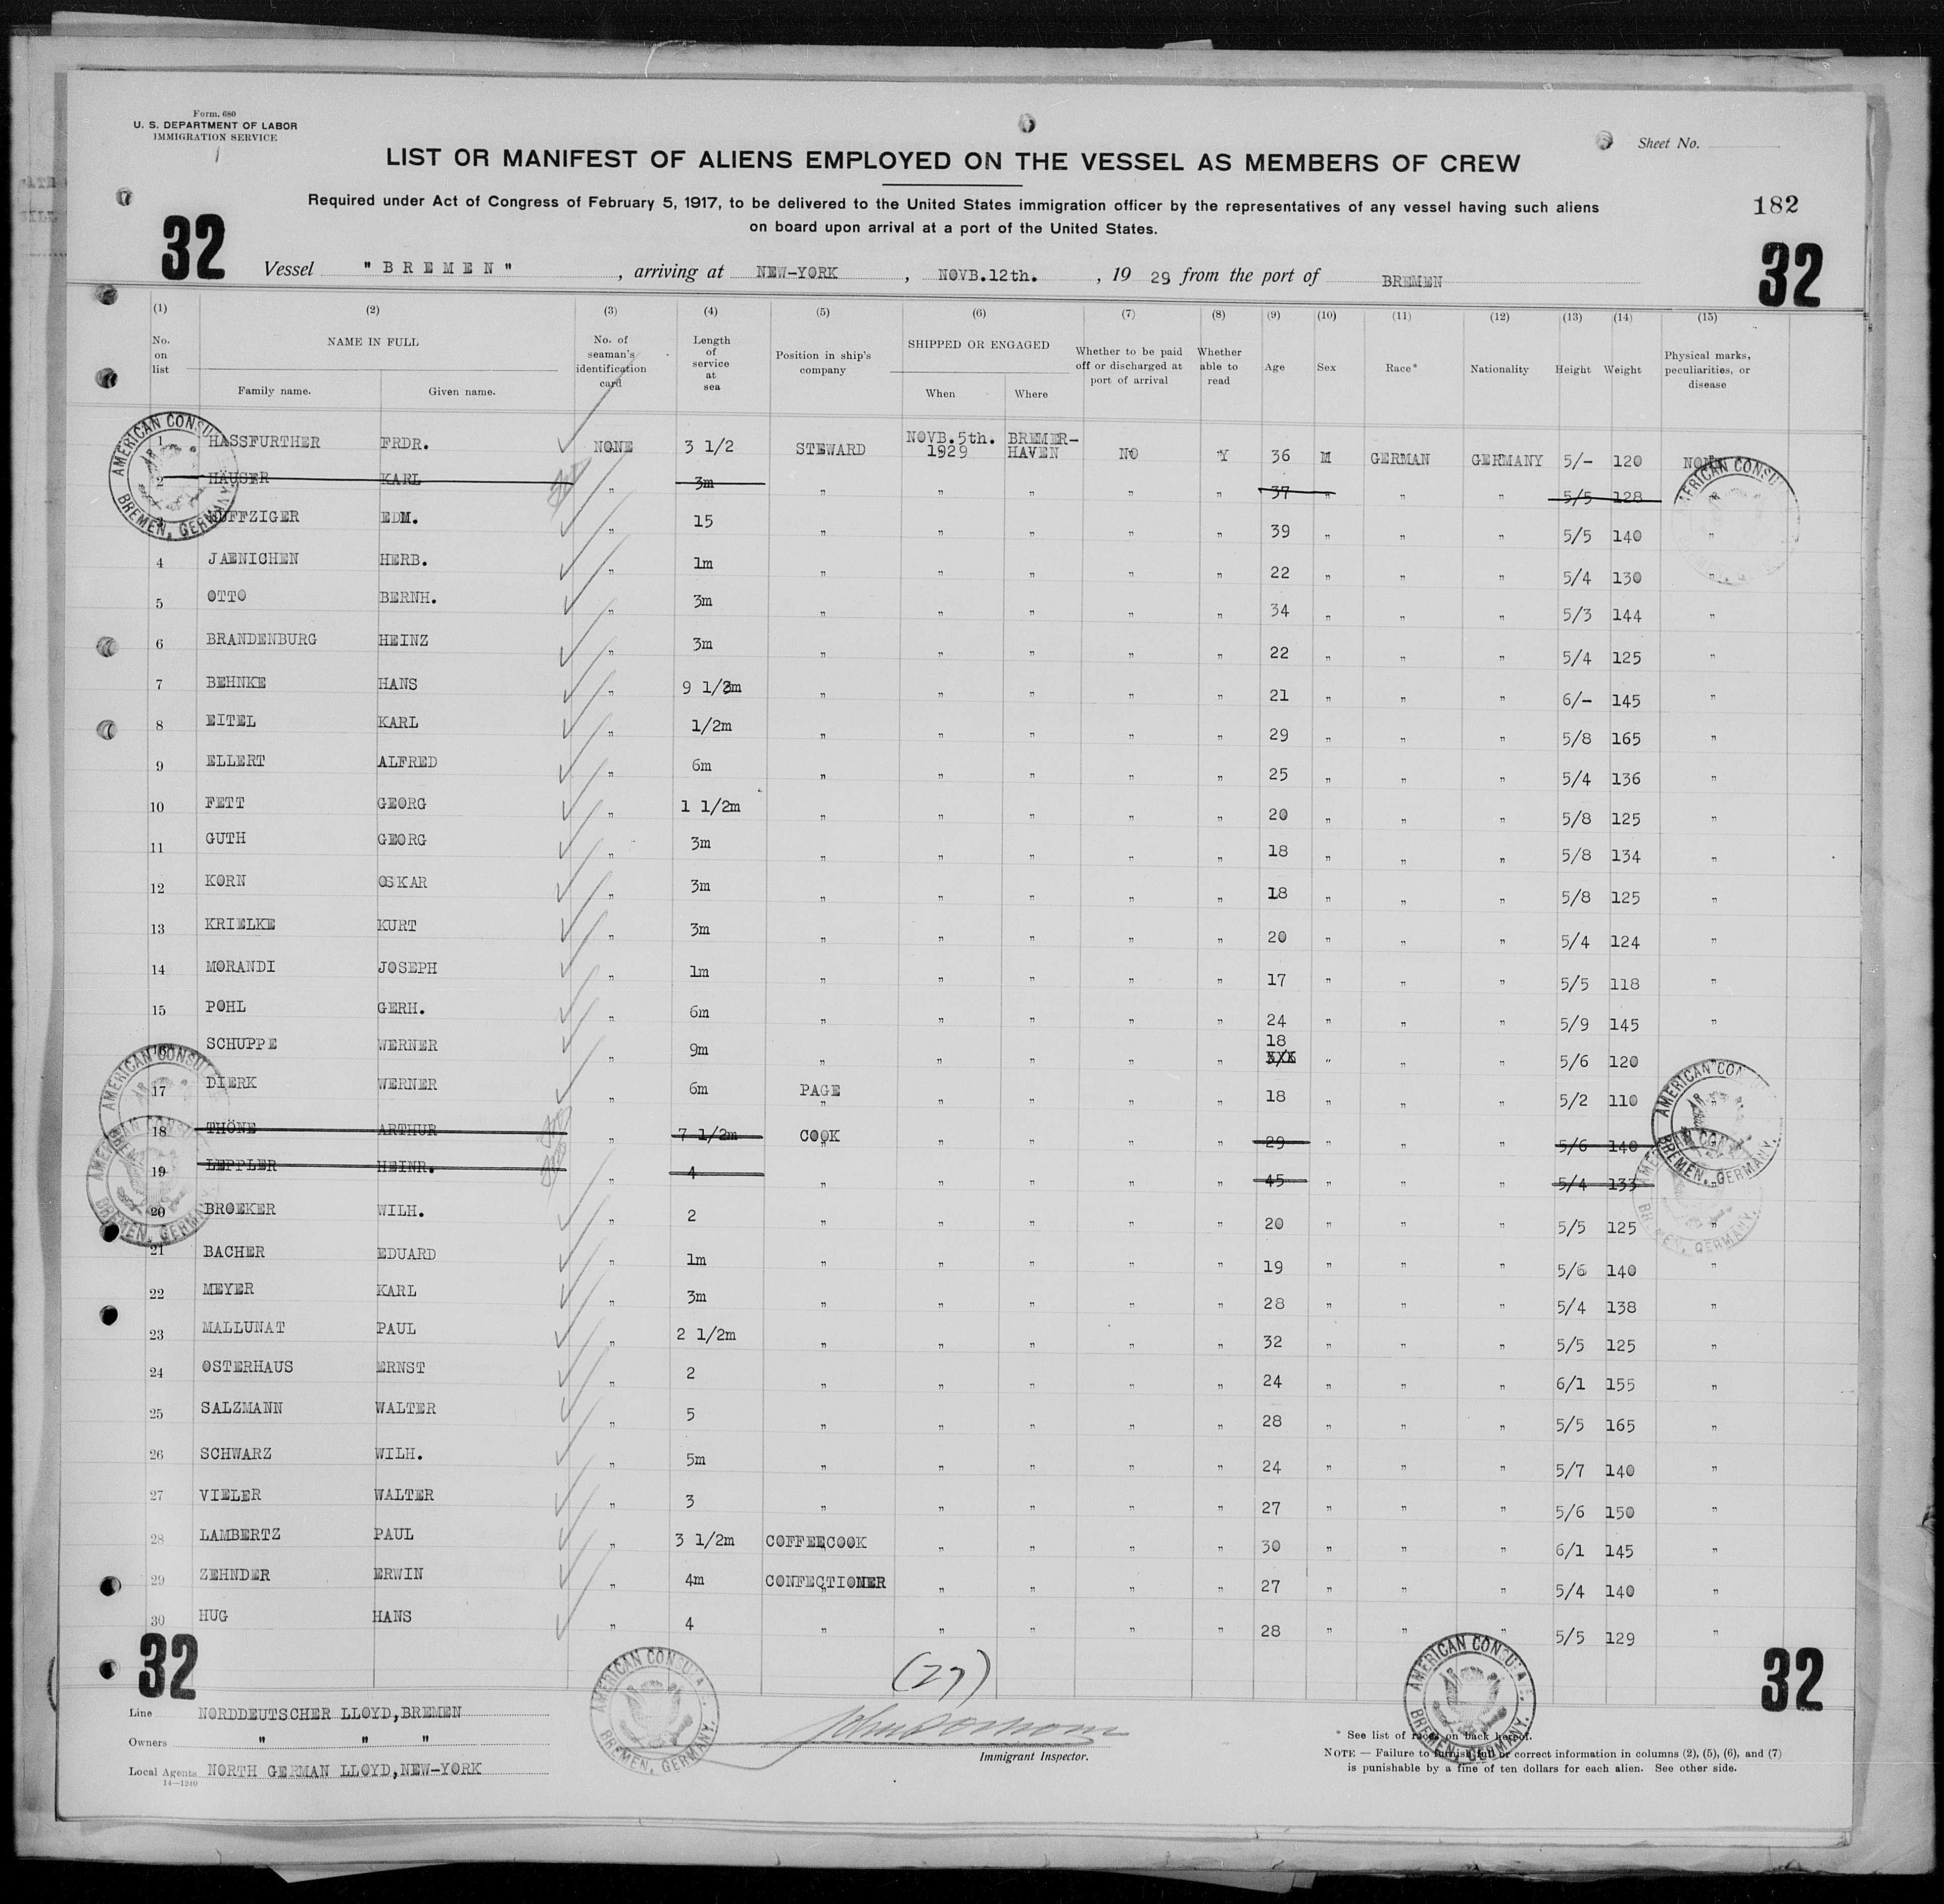 Form. 680
U. S. DEPARTMENT OF LABOR
IMMIGRATION SERVICE
Sheet No.
LIST OR MANIFEST OF ALIENS EMPLOYED ON THE VESSEL AS MEMBERS OF CREW
Required under Act of Congress of February 5, 1917, to be delivered to the United States immigration officer by the representatives of any vessel having such aliens
on board upon arrival at a port of the United States.
182
32
32
Vessel "BREMEN", arriving at NEW-YORK, NOVB.12th., 1929 from the port of BREMEN
(1) (2) (3) (4) (5) (6) (7) (8) (9) (10) (11) (12) (13) (14) (15)
No. on list
NAME IN FULL
Family name. Given name.
No. of seaman's identification card
Length of service at sea
Position in ship's company
SHIPPED OR ENGAGED
When Where
Whether to be paid off or discharged at port of arrival
Whether able to read
Age
Sex
Race*
Nationality
Height
Weight
Physical marks, peculiarities, or disease
1 HASSFURTHER FRDR. NONE 3 1/2 STEWARD NOVB.5th. 1929 BREMER-HAVEN NO Y 36 M GERMAN GERMANY 5/- 120 NONE
2 HÄUSER KARL " 3m " " " " " 37 " " " 5/5 128
3 EDM. " 15 " " " " " 39 " " " 5/5 140 "
4 JAENICHEN HERB. " 1m " " " " " 22 " " " 5/4 130 "
5 OTTO BERNH. " 3m " " " " " 34 " " " 5/3 144 "
6 BRANDENBURG HEINZ " 3m " " " " " 22 " " " 5/4 125 "
7 BEHNKE HANS " 9 1/2m " " " " " 21 " " " 6/- 145 "
8 EITEL KARL " 1/2m " " " " " 29 " " " 5/8 165 "
9 ELLERT ALFRED " 6m " " " " " 25 " " " 5/4 136 "
10 FETT GEORG " 1 1/2m " " " " " 20 " " " 5/8 125 "
11 GUTH GEORG " 3m " " " " " 18 " " " 5/8 134 "
12 KORN OSKAR " 3m " " " " " 18 " " " 5/8 125 "
13 KRIELKE KURT " 3m " " " " " 20 " " " 5/4 124 "
14 MORANDI JOSEPH " 1m " " " " " 17 " " " 5/5 118 "
15 POHL GERH. " 6m " " " " " 24 " " " 5/9 145 "
16 SCHUPPE WERNER " 9m " " " " " 18 " " " 5/6 120 "
17 DIERK WERNER " 6m PAGE " " " " 18 " " " 5/2 110 "
18 THÖNE ARTHUR " 7 1/2m COOK " " " " 29 " " " 5/6 140
19 LEPPLER HEINR. " 4 " " " " " 45 " " " 5/4 133 "
20 BROEKER WILH. " 2 " " " " " 20 " " " 5/5 125 "
21 BACHER EDUARD " 1m " " " " " 19 " " " 5/6 140 "
22 MEYER KARL " 3m " " " " " 28 " " " 5/4 138 "
23 MALLUNAT PAUL " 2 1/2m " " " " " 32 " " " 5/5 125 "
24 OSTERHAUS ERNST " 2 " " " " " 24 " " " 6/1 155 "
25 SALZMANN WALTER " 5 " " " " " 28 " " " 5/5 165 "
26 SCHWARZ WILH. " 5m " " " " " 24 " " " 5/7 140 "
27 VIELER WALTER " 3 " " " " " 27 " " " 5/6 150 "
28 LAMBERTZ PAUL " 3 1/2m COFFEECOOK " " " " 30 " " " 6/1 145 "
29 ZEHNDER ERWIN " 4m CONFECTIONER " " " " 27 " " " 5/4 140 "
30 HUG HANS " 4 " " " " " 28 " " " 5/5 129 "
AMERICAN CONSULATE BREMEN, GERMANY.
32
32
(27)
Line NORDDEUTSCHER LLOYD,BREMEN
Owners " " "
Local Agents NORTH GERMAN LLOYD,NEW-YORK
14—1240
Immigrant Inspector.
* See list of races on back hereof.
NOTE — Failure to furnish full or correct information in columns (2), (5), (6), and (7)
is punishable by a fine of ten dollars for each alien. See other side.